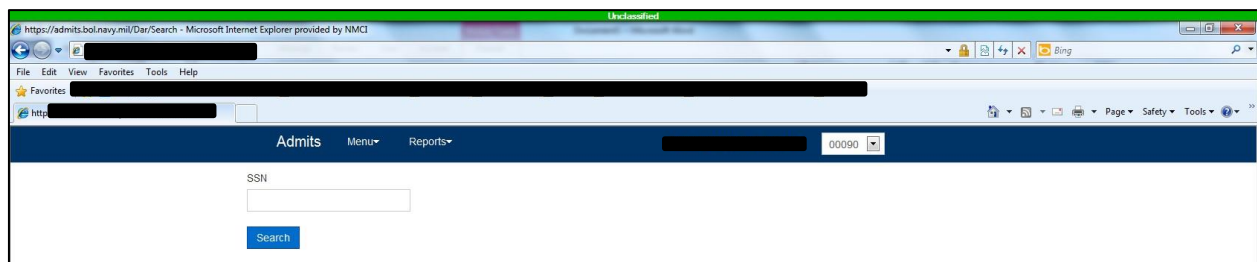 Unclassified
https://admits.bol.navy.mil/Dar/Search - Microsoft Internet Explorer provided by NMCI
Bing
File Edit View Favorites Tools Help
Favorites
http
Page Safety Tools
Admits Menu Reports 00090
SSN
Search